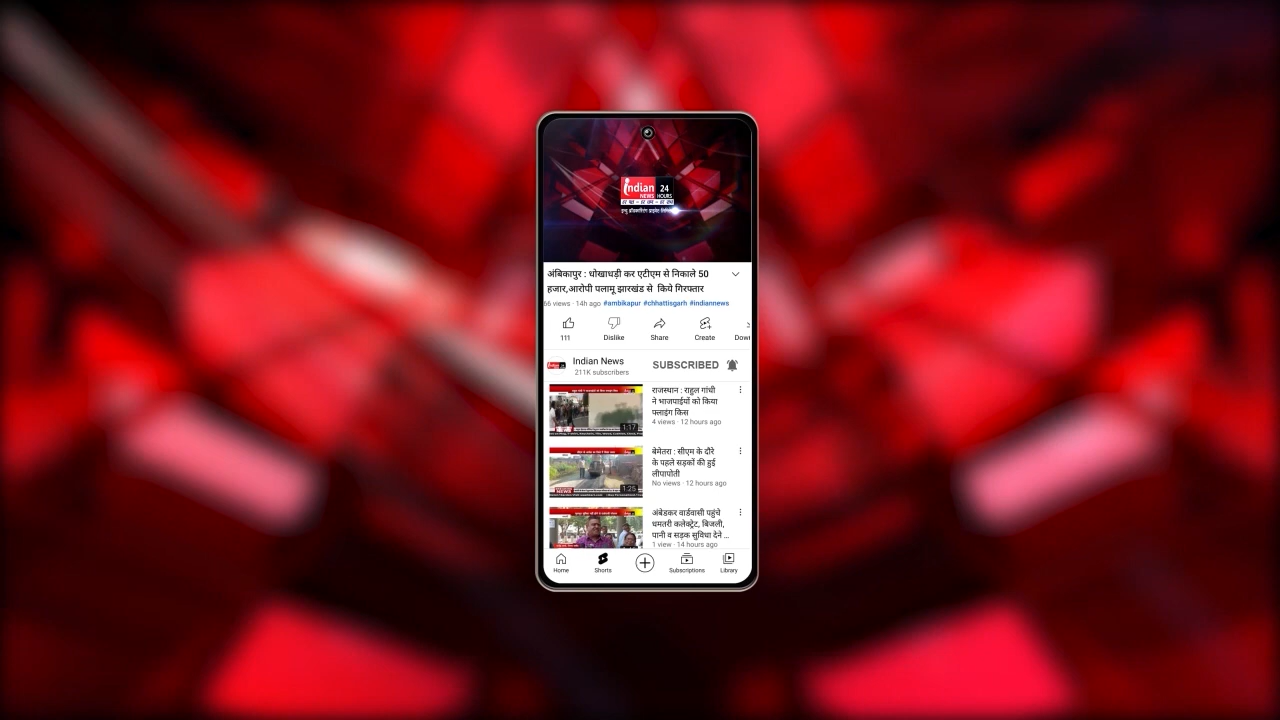 Indian
NEWS
24
HOURS
अंबिकापुर : धोखाधड़ी कर एटीएम से निकाले 50
हजार,आरोपी पलामू झारखंड से किये गिरफ्तार
66 views · 14h ago #ambikapur #chhattisgarh #indiannews
111 Dislike Share Create
Indian News
211K subscribers
SUBSCRIBED
राजस्थान : राहुल गांधी
ने भाजपाईयों को किया
फ्लाइंग किस
4 views · 12 hours ago
1:17
बेमेतरा : सीएम के दौरे
के पहले सड़कों की हुई
लीपापोती
No views · 12 hours ago
1:25
अंबेडकर वार्डवासी पहुंचे
धमतरी कलेक्ट्रेट, बिजली,
पानी व सड़क सुविधा देने ...
1 view · 14 hours ago
Home Shorts Subscriptions Library